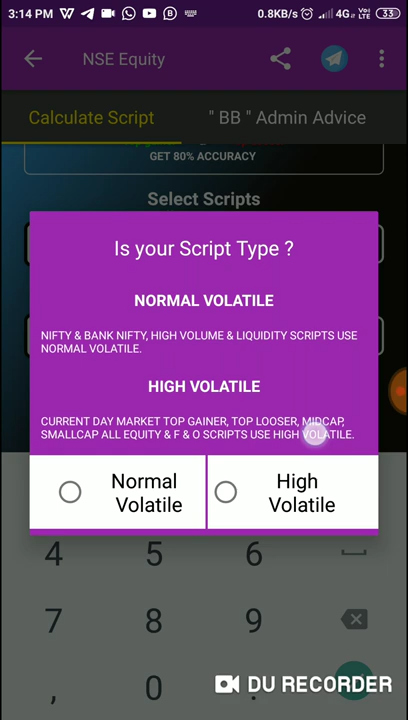 3:14 PM
0.8KB/s
4G
Vo
LTE
33
NSE Equity
Calculate Script
" BB " Admin Advice
GET 80% ACCURACY
Select Scripts
Is your Script Type ?
NORMAL VOLATILE
NIFTY & BANK NIFTY, HIGH VOLUME & LIQUIDITY SCRIPTS USE
NORMAL VOLATILE.
HIGH VOLATILE
CURRENT DAY MARKET TOP GAINER, TOP LOOSER, MIDCAP,
SMALLCAP ALL EQUITY & F & O SCRIPTS USE HIGH VOLATILE.
Normal
Volatile
High
Volatile
4 5 6
7 8 9
, 0 .
DU RECORDER